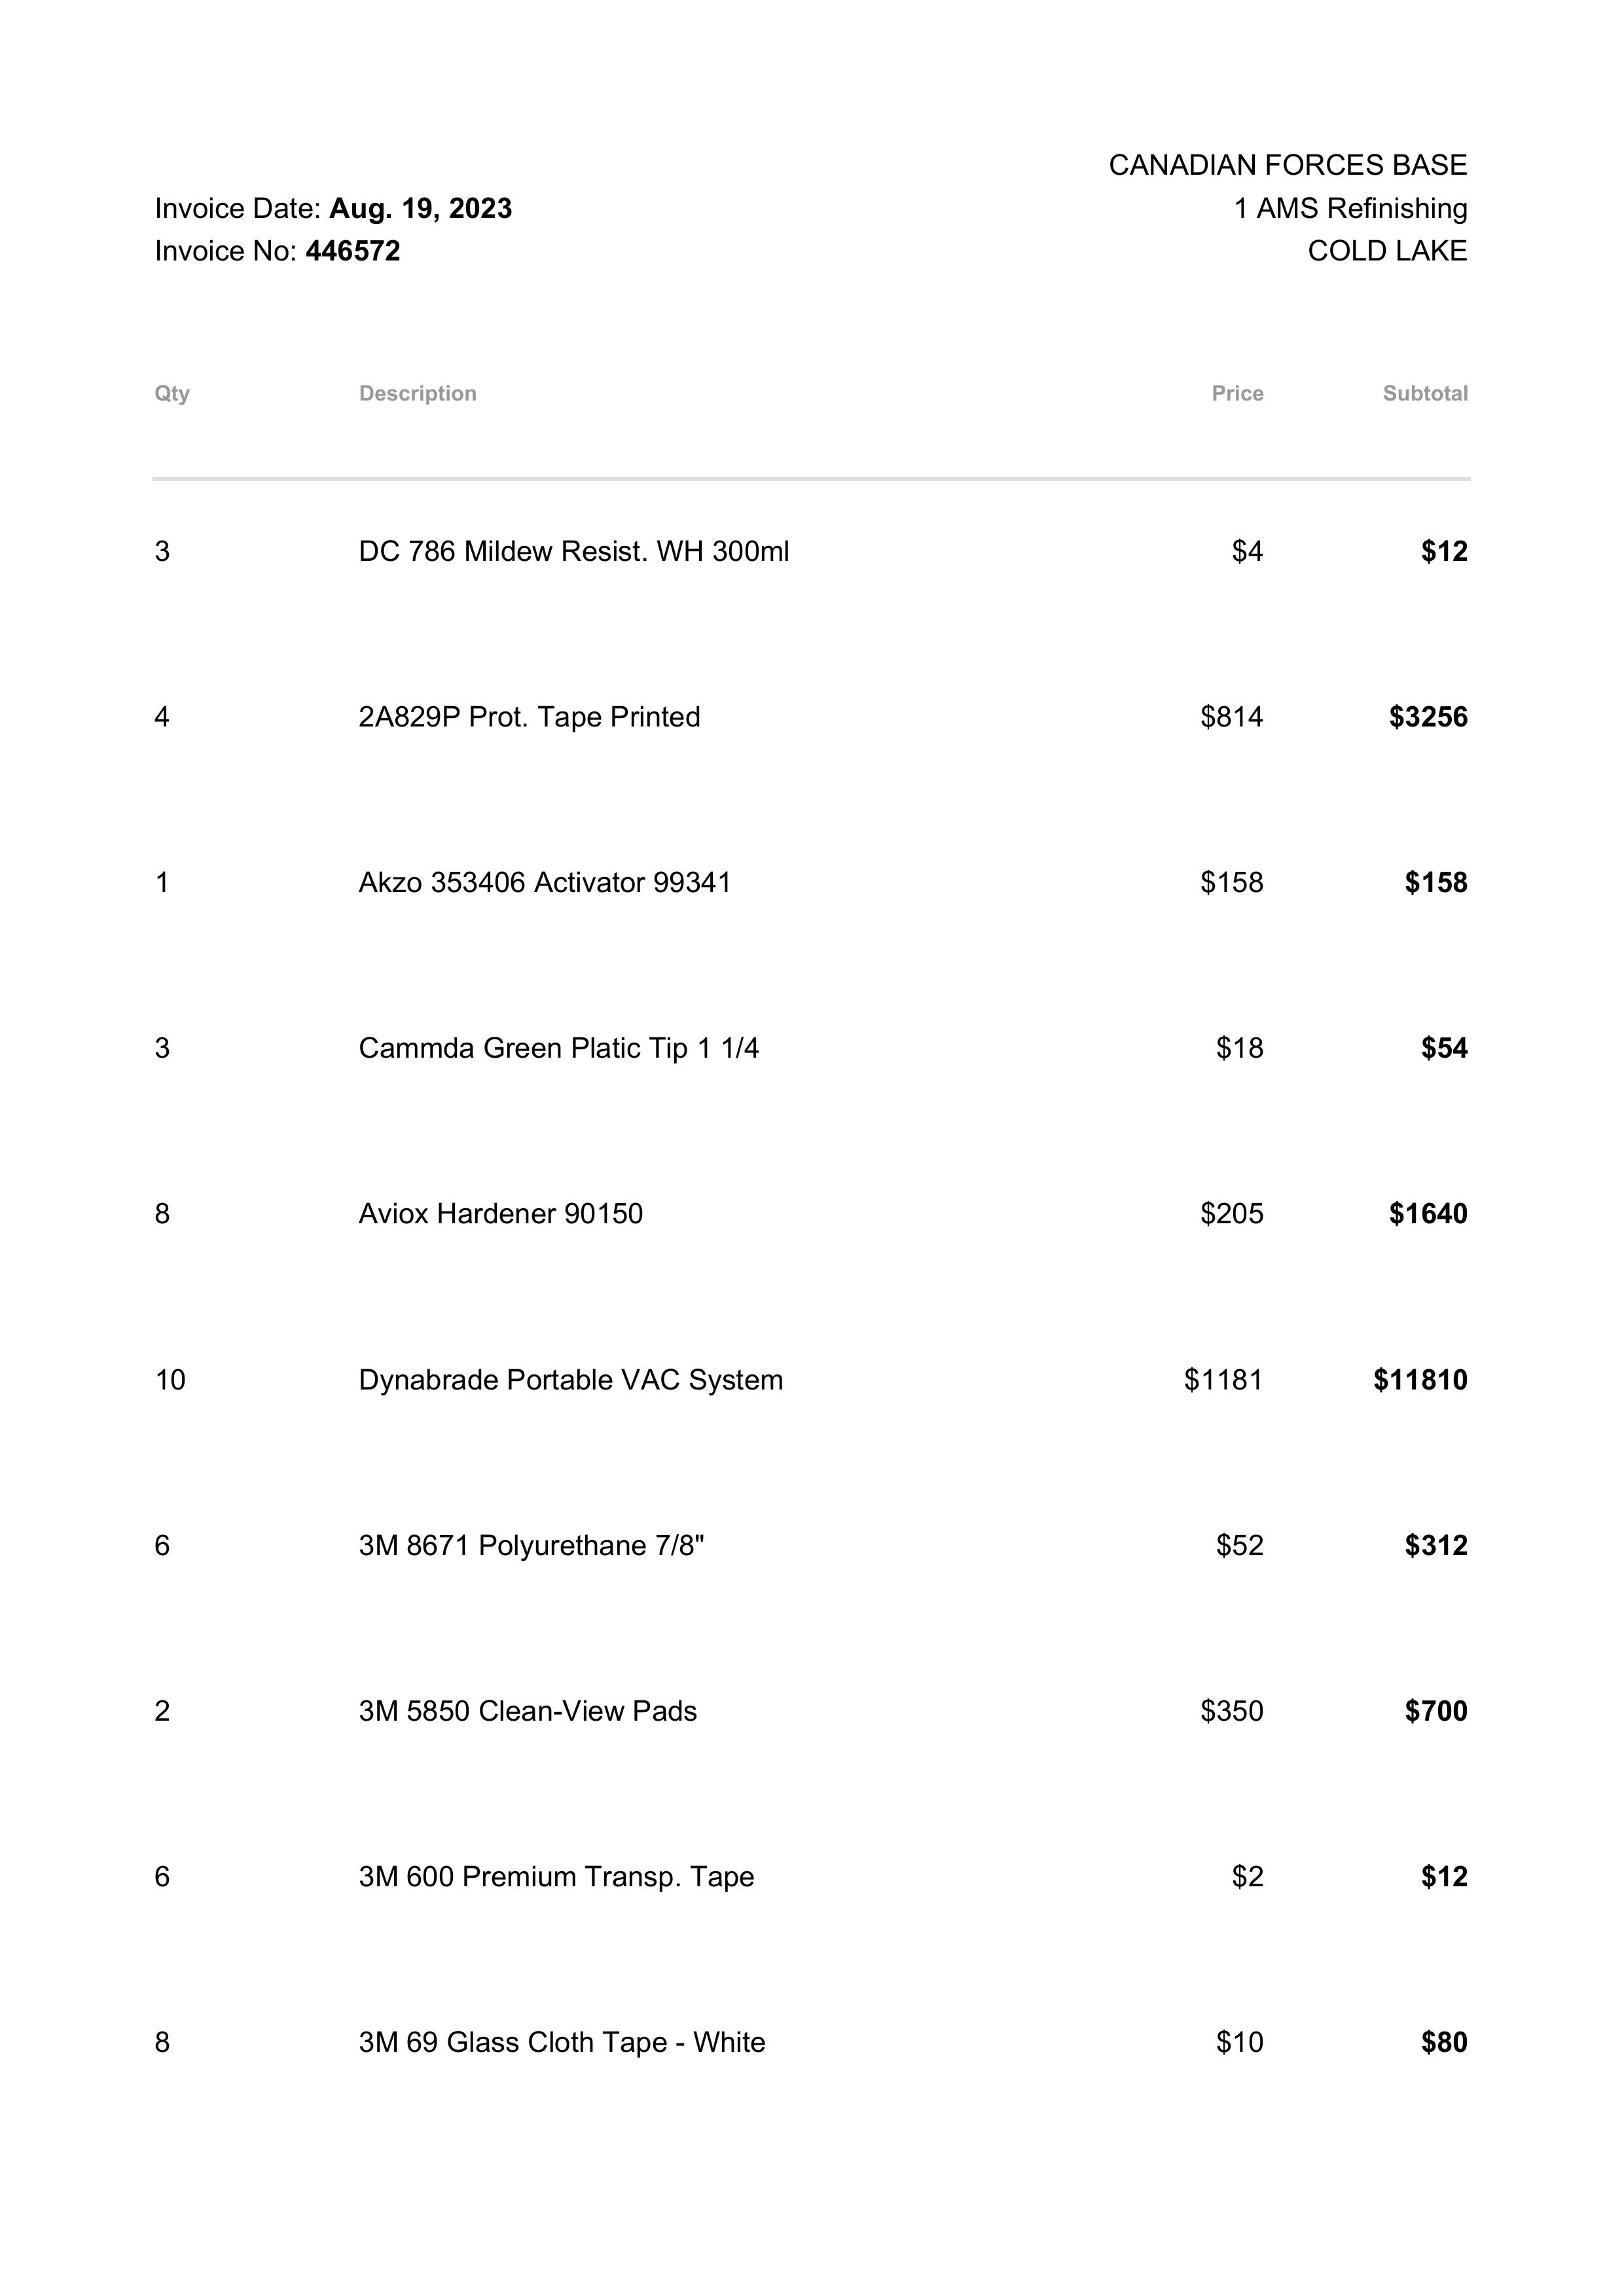 CANADIAN FORCES BASE
Invoice Date: Aug. 19, 2023 1 AMS Refinishing
Invoice No: 446572 COLD LAKE
Qty Description Price Subtotal
3 DC 786 Mildew Resist. WH 300ml $4 $12
4 2A829P Prot. Tape Printed $814 $3256
1 Akzo 353406 Activator 99341 $158 $158
3 Cammda Green Platic Tip 1 1/4 $18 $54
8 Aviox Hardener 90150 $205 $1640
10 Dynabrade Portable VAC System $1181 $11810
6 3M 8671 Polyurethane 7/8" $52 $312
2 3M 5850 Clean-View Pads $350 $700
6 3M 600 Premium Transp. Tape $2 $12
8 3M 69 Glass Cloth Tape - White $10 $80